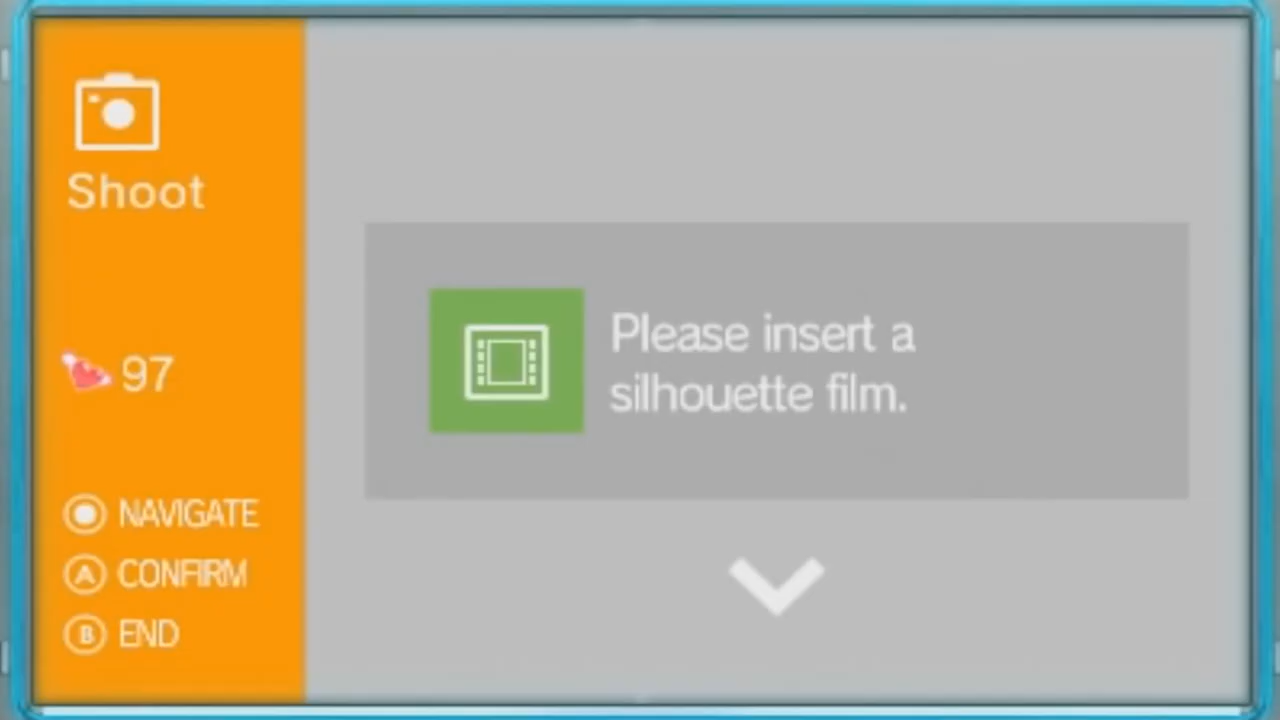 Shoot
Please insert a
silhouette film.
97
NAVIGATE
A CONFIRM
B END